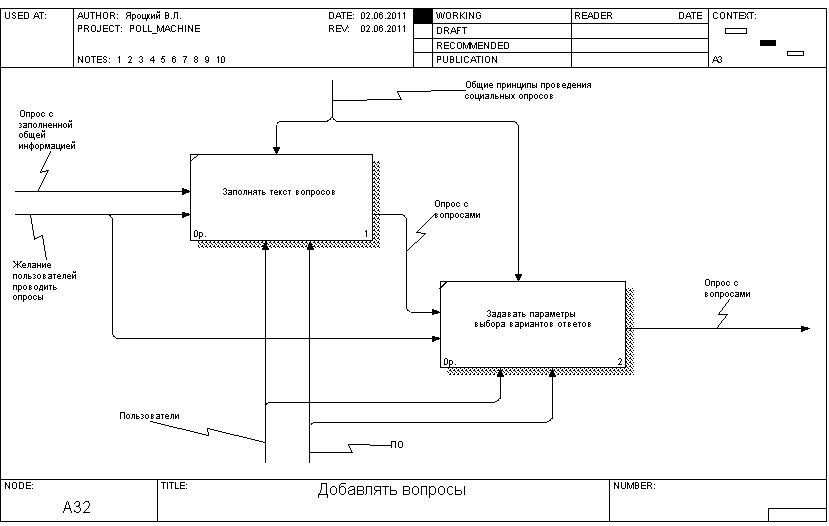 USED AT:
AUTHOR: Яроцкий В.Л.
DATE: 02.06.2011
PROJECT: POLL_MACHINE
REV: 02.06.2011
NOTES: 1 2 3 4 5 6 7 8 9 10
WORKING
DRAFT
RECOMMENDED
PUBLICATION
READER DATE
CONTEXT:
A3
Общие принципы проведения
социальных опросов
Опрос с
заполненной
общей
информацией
Заполнять текст вопросов
0р. 1
Опрос с
вопросами
Желание
пользователей
проводить
опросы
Опрос с
вопросами
Задавать параметры
выбора вариантов ответов
0р. 2
Пользователи
ПО
NODE:
A32
TITLE:
Добавлять вопросы
NUMBER: